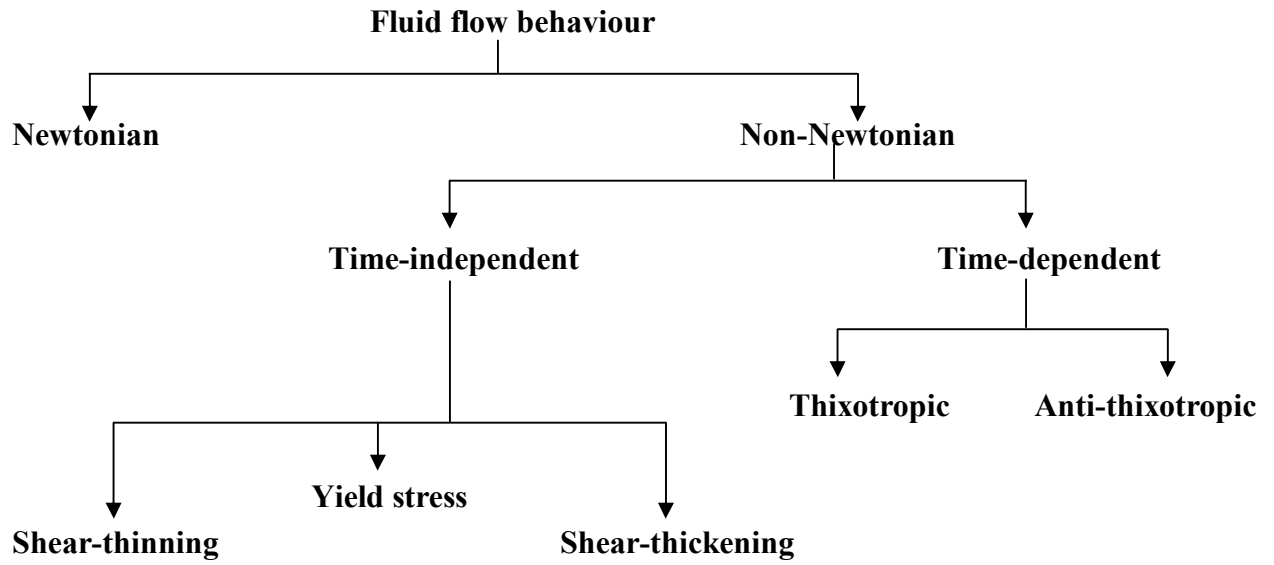 Fluid flow behaviour
Newtonian
Non-Newtonian
Time-independent
Time-dependent
Thixotropic
Anti-thixotropic
Yield stress
Shear-thinning
Shear-thickening